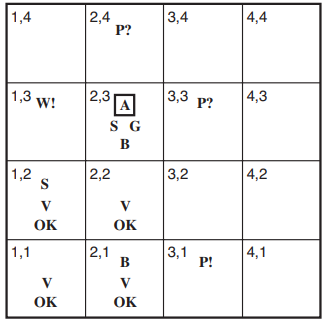 1,4 2,4 3,4 4,4
P?
1,3 W! 2,3 A 3,3 P? 4,3
S G
B
1,2 2,2 3,2 4,2
S
V V
OK OK
1,1 2,1 B 3,1 P! 4,1
V V
OK OK